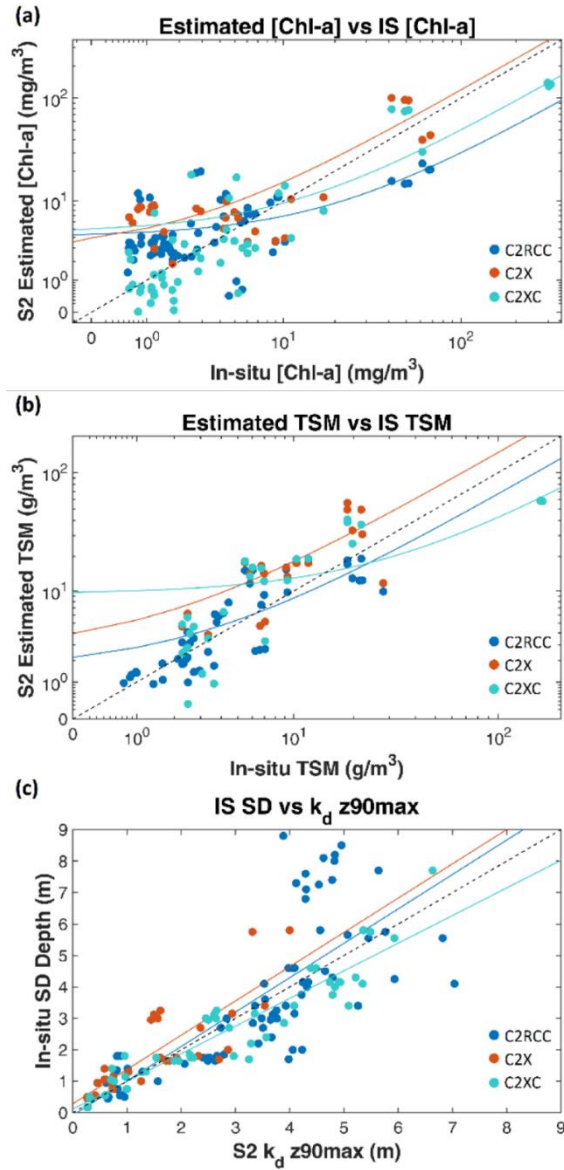 (a)
Estimated [Chl-a] vs IS [Chl-a]
S2 Estimated [Chl-a] (mg/m³)
10²
10¹
10⁰
0
C2RCC
C2X
C2XC
0 10⁰ 10¹ 10²
In-situ [Chl-a] (mg/m³)
(b)
Estimated TSM vs IS TSM
S2 Estimated TSM (g/m³)
10²
10¹
10⁰
0
C2RCC
C2X
C2XC
0 10⁰ 10¹ 10²
In-situ TSM (g/m³)
(c)
IS SD vs k_d z90max
In-situ SD Depth (m)
9
8
7
6
5
4
3
2
1
0
C2RCC
C2X
C2XC
0 1 2 3 4 5 6 7 8 9
S2 k_d z90max (m)